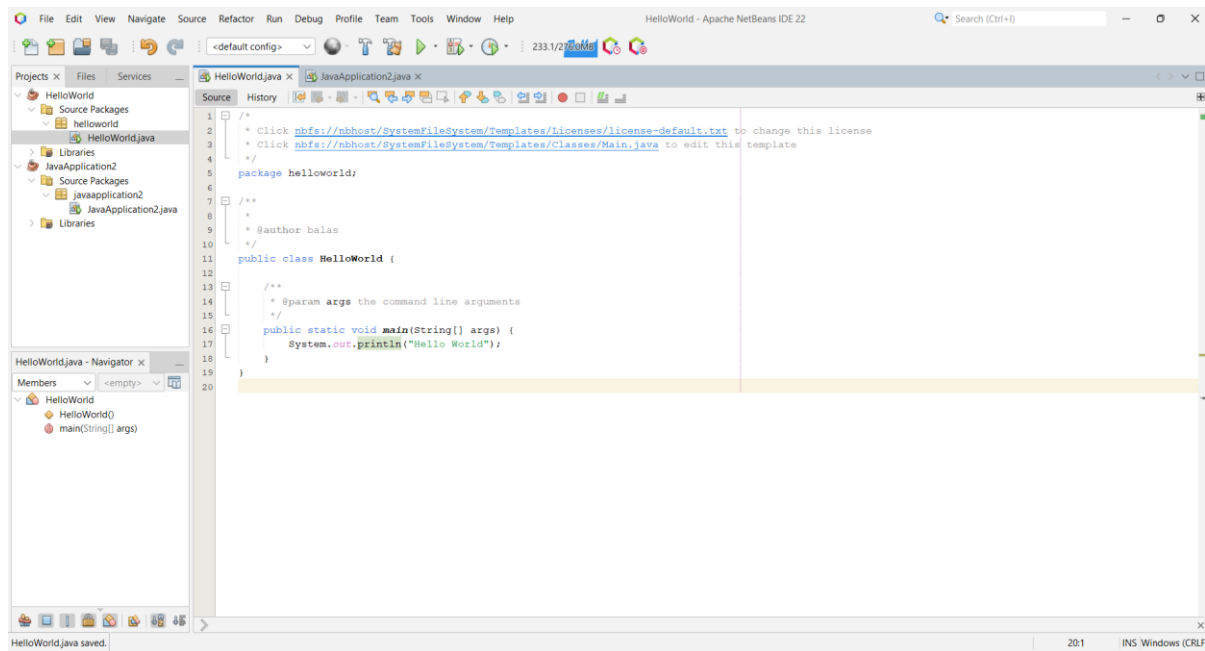 File Edit View Navigate Source Refactor Run Debug Profile Team Tools Window Help
HelloWorld - Apache NetBeans IDE 22
Search (Ctrl+I)
<default config>
Projects
Files
Services
HelloWorld
Source Packages
helloworld
HelloWorld.java
Libraries
JavaApplication2
Source Packages
javaapplication2
JavaApplication2.java
Libraries
HelloWorld.java - Navigator
Members
<empty>
HelloWorld
HelloWorld()
main(String[] args)
HelloWorld.java
JavaApplication2.java
Source
History
1 /*
2 * Click nbfs://nbhost/SystemFileSystem/Templates/Licenses/license-default.txt to change this license
3 * Click nbfs://nbhost/SystemFileSystem/Templates/Classes/Main.java to edit this template
4 */
5 package helloworld;
6
7 /**
8 *
9 * @author balas
10 */
11 public class HelloWorld {
12
13 /**
14 * @param args the command line arguments
15 */
16 public static void main(String[] args) {
17 System.out.println("Hello World");
18 }
19 }
20
HelloWorld.java saved.
20:1
INS
Windows (CRLF